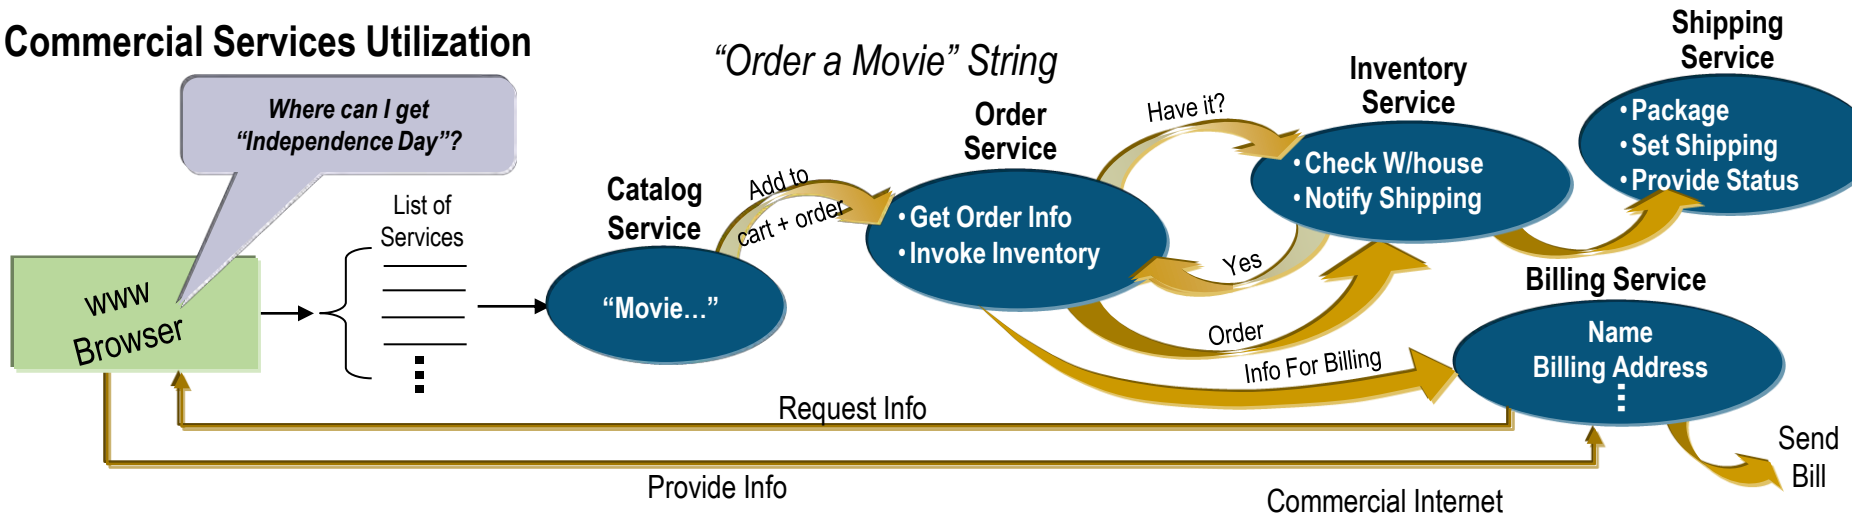 Commercial Services Utilization
"Order a Movie" String
Where can I get
"Independence Day"?
www
Browser
List of
Services
Catalog
Service
"Movie…"
Add to
cart + order
Order
Service
• Get Order Info
• Invoke Inventory
Have it?
Yes
Order
Inventory
Service
• Check W/house
• Notify Shipping
Shipping
Service
• Package
• Set Shipping
• Provide Status
Info For Billing
Billing Service
Name
Billing Address
Request Info
Provide Info
Send
Bill
Commercial Internet